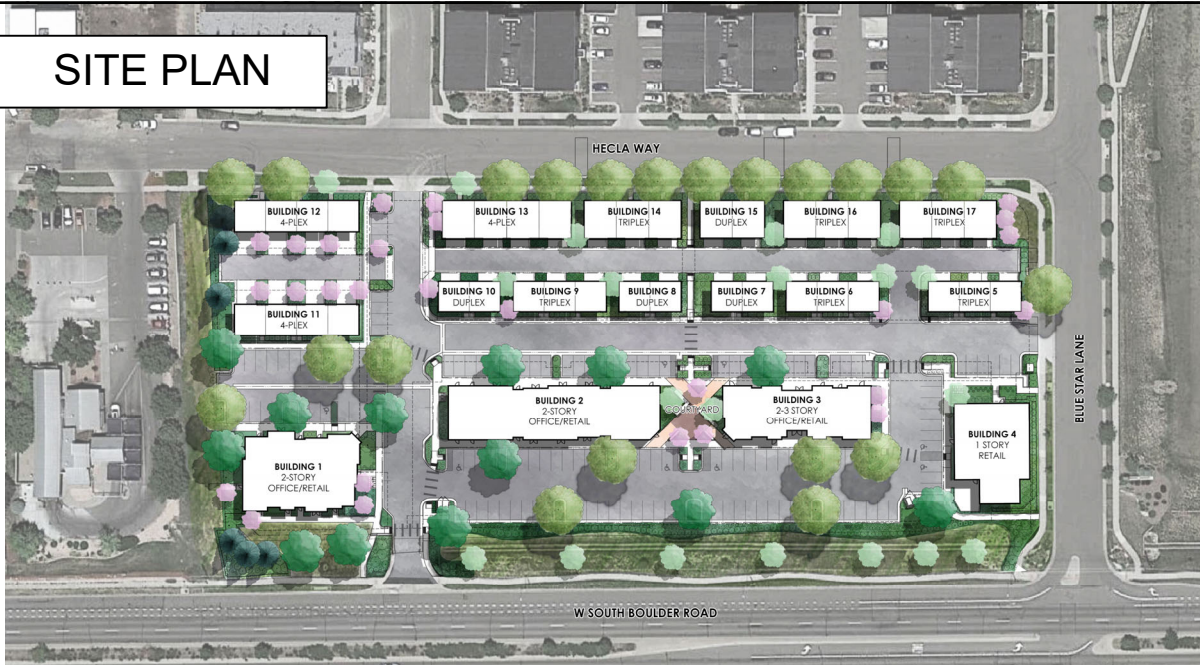 SITE PLAN
HECLA WAY
BUILDING 12
4-PLEX
BUILDING 13
4-PLEX
BUILDING 14
TRIPLEX
BUILDING 15
DUPLEX
BUILDING 16
TRIPLEX
BUILDING 17
TRIPLEX
BUILDING 10
DUPLEX
BUILDING 9
TRIPLEX
BUILDING 8
DUPLEX
BUILDING 7
DUPLEX
BUILDING 6
TRIPLEX
BUILDING 5
TRIPLEX
BUILDING 11
4-PLEX
BLUE STAR LANE
BUILDING 2
2-STORY
OFFICE/RETAIL
COURTYARD
BUILDING 3
2-3 STORY
OFFICE/RETAIL
BUILDING 4
1 STORY
RETAIL
BUILDING 1
2-STORY
OFFICE/RETAIL
W SOUTH BOULDER ROAD